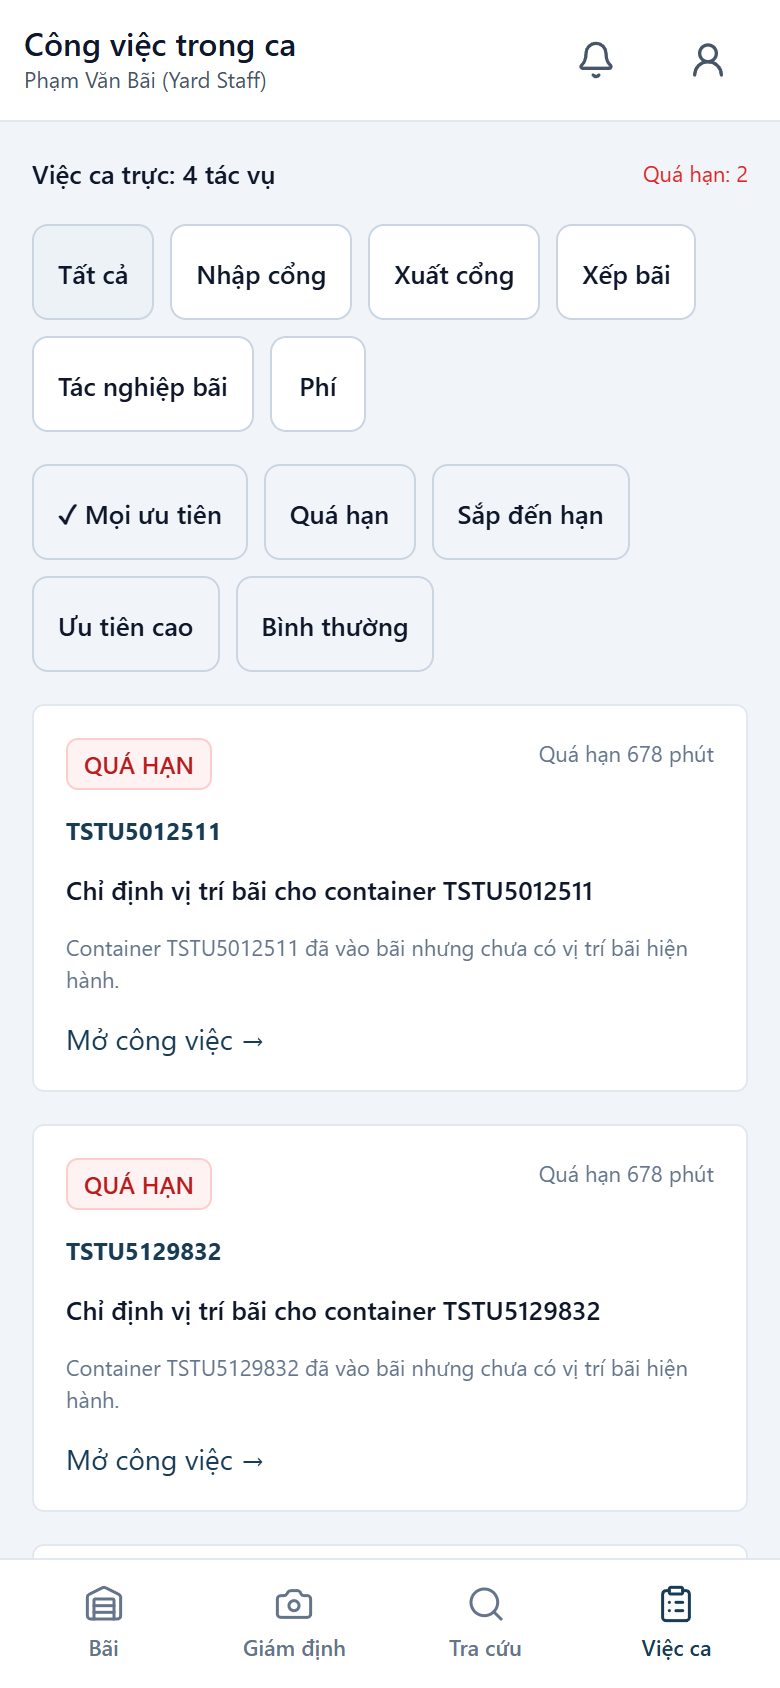 Công việc trong ca
Phạm Văn Bãi (Yard Staff)
Việc ca trực: 4 tác vụ
Quá hạn: 2
Tất cả
Nhập cổng
Xuất cổng
Xếp bãi
Tác nghiệp bãi
Phí
✓ Mọi ưu tiên
Quá hạn
Sắp đến hạn
Ưu tiên cao
Bình thường
QUÁ HẠN
Quá hạn 678 phút
TSTU5012511
Chỉ định vị trí bãi cho container TSTU5012511
Container TSTU5012511 đã vào bãi nhưng chưa có vị trí bãi hiện
hành.
Mở công việc →
QUÁ HẠN
Quá hạn 678 phút
TSTU5129832
Chỉ định vị trí bãi cho container TSTU5129832
Container TSTU5129832 đã vào bãi nhưng chưa có vị trí bãi hiện
hành.
Mở công việc →
Bãi
Giám định
Tra cứu
Việc ca